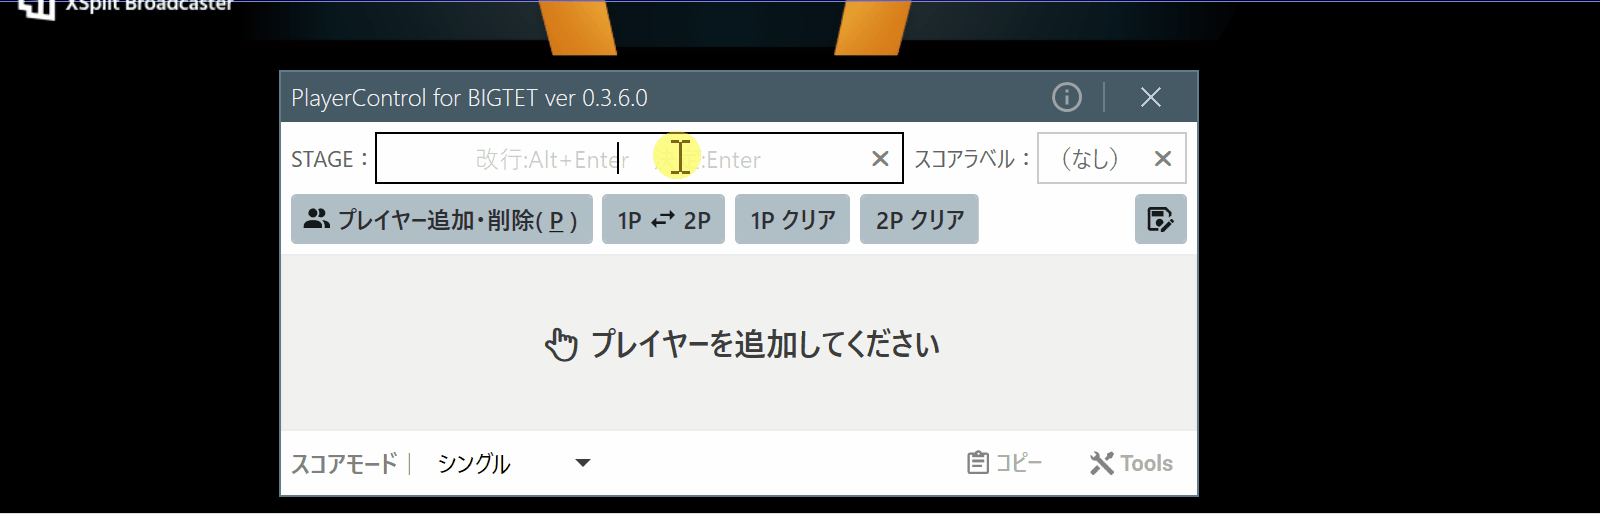 XSplit Broadcaster
PlayerControl for BIGTET ver 0.3.6.0
STAGE : 改行:Alt+Enter :Enter スコアラベル : （なし）
プレイヤー追加・削除( P ) 1P 2P 1P クリア 2P クリア
プレイヤーを追加してください
スコアモード シングル コピー Tools